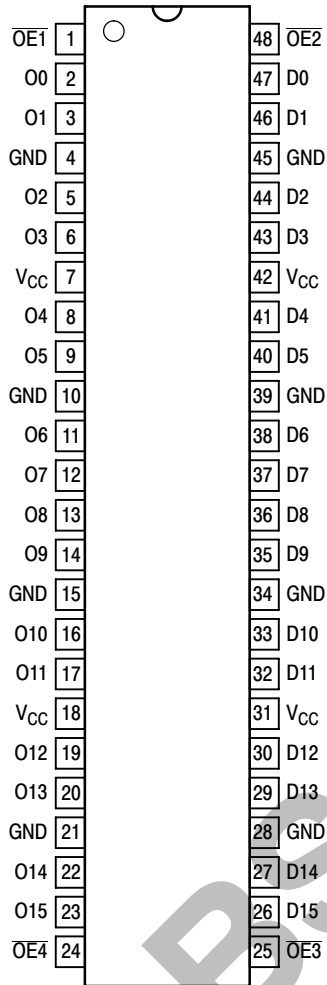 OE1 1 48 OE2
O0 2 47 D0
O1 3 46 D1
GND 4 45 GND
O2 5 44 D2
O3 6 43 D3
VCC 7 42 VCC
O4 8 41 D4
O5 9 40 D5
GND 10 39 GND
O6 11 38 D6
O7 12 37 D7
O8 13 36 D8
O9 14 35 D9
GND 15 34 GND
O10 16 33 D10
O11 17 32 D11
VCC 18 31 VCC
O12 19 30 D12
O13 20 29 D13
GND 21 28 GND
O14 22 27 D14
O15 23 26 D15
OE4 24 25 OE3
BS